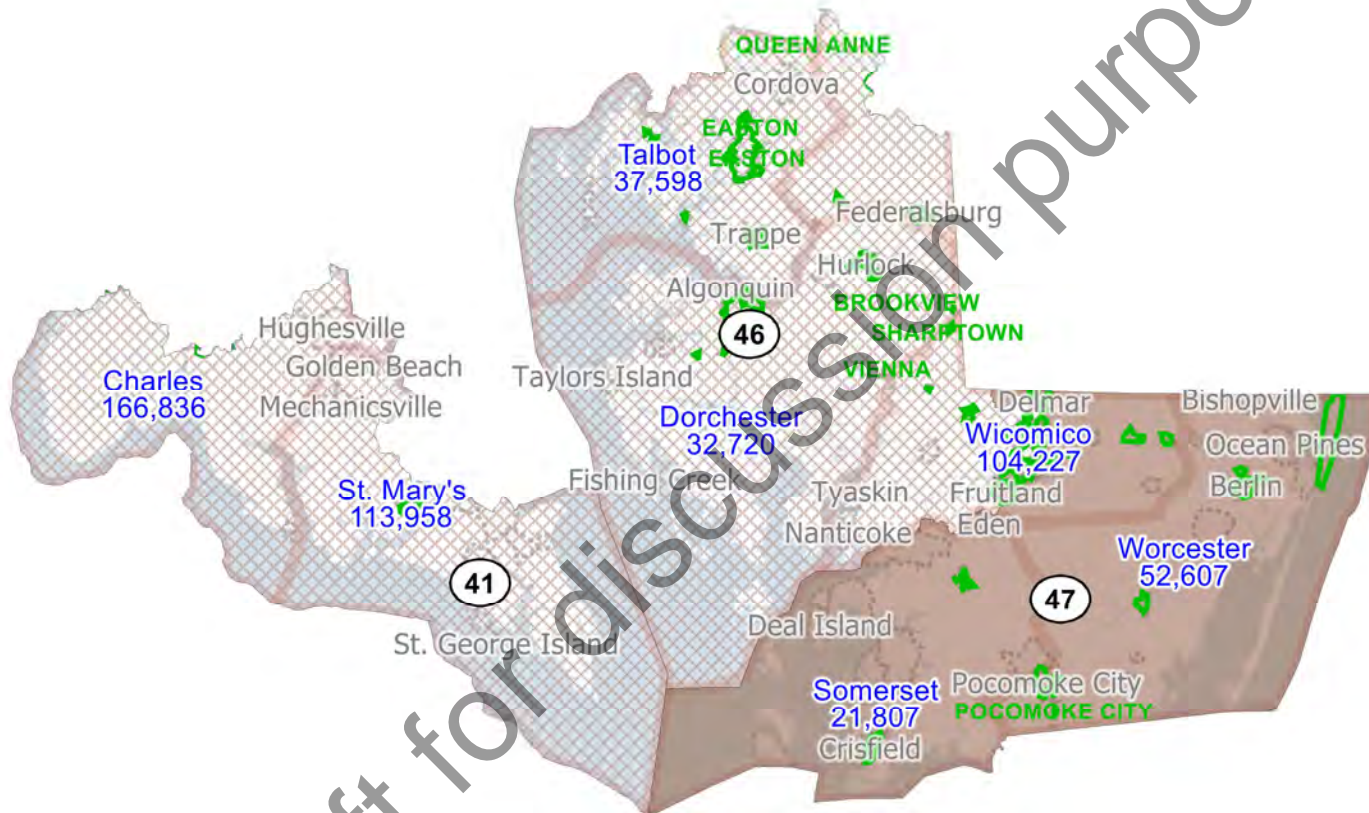 QUEEN ANNE
Cordova
EASTON
Talbot
37,598
EASTON
Federalsburg
Trappe
Hurlock
Algonquin
BROOKVIEW
46
SHARPTOWN
Hughesville
Golden Beach
Charles
166,836
Mechanicsville
Taylors Island
VIENNA
Delmar
Bishopville
Dorchester
32,720
Wicomico
104,227
Ocean Pines
Berlin
Fishing Creek
St. Mary's
113,958
Tyaskin
Fruitland
Nanticoke
Eden
Worcester
52,607
41
47
St. George Island
Deal Island
Somerset
21,807
Pocomoke City
POCOMOKE CITY
Crisfield
ft for discussion purpo